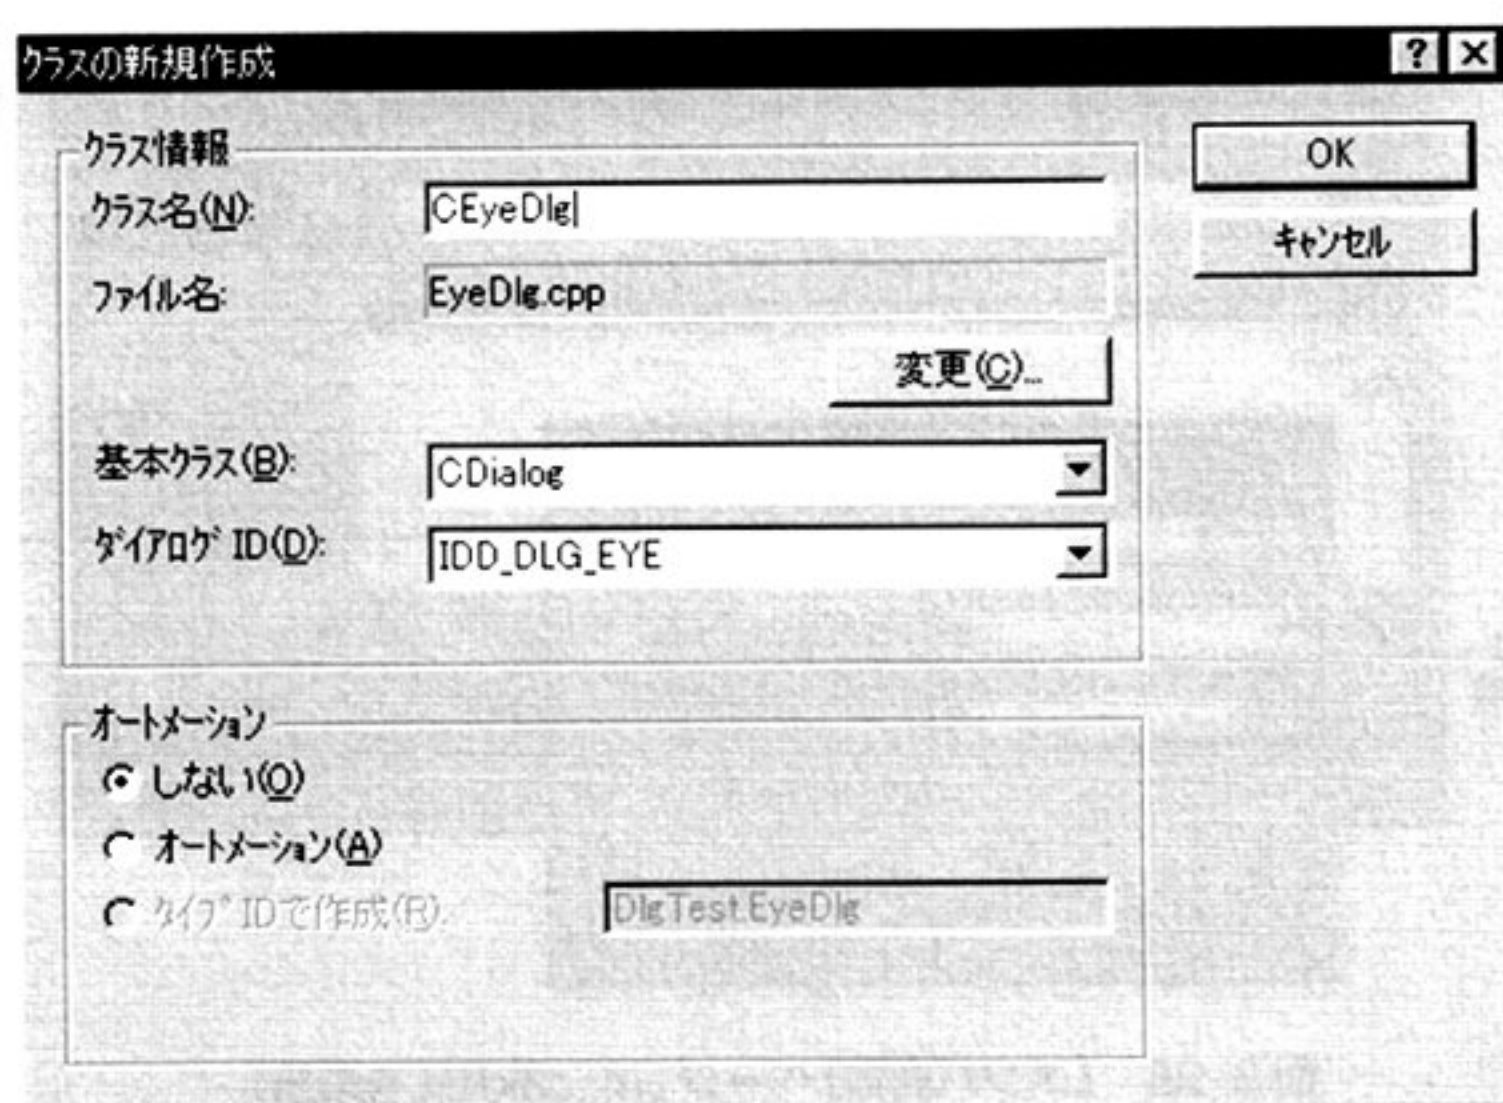 クラスの新規作成
クラス情報
クラス名(N): CEyeDlg
OK
キャンセル
ファイル名: EyeDlg.cpp
変更(C)...
基本クラス(B): CDialog
ダイアログ ID(D): IDD_DLG_EYE
オートメーション
しない(O)
オートメーション(A)
タイプ IDで作成(R): DlgTest.EyeDlg